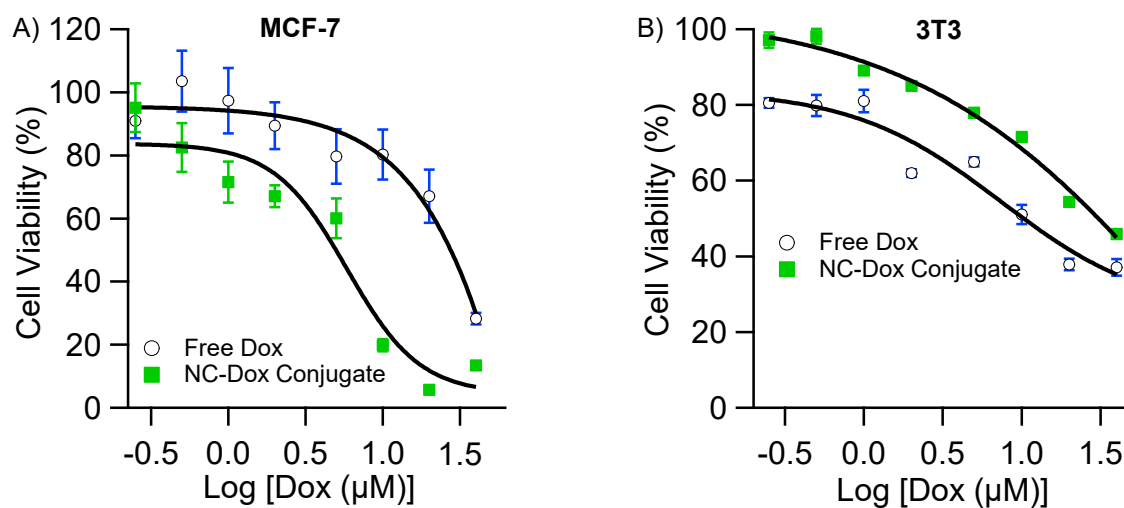 A) MCF-7
120
100
80
60
40
20
0
Cell Viability (%)
Free Dox
NC-Dox Conjugate
-0.5 0.0 0.5 1.0 1.5
Log [Dox (µM)]
B) 3T3
100
80
60
40
20
0
Cell Viability (%)
Free Dox
NC-Dox Conjugate
-0.5 0.0 0.5 1.0 1.5
Log [Dox (µM)]